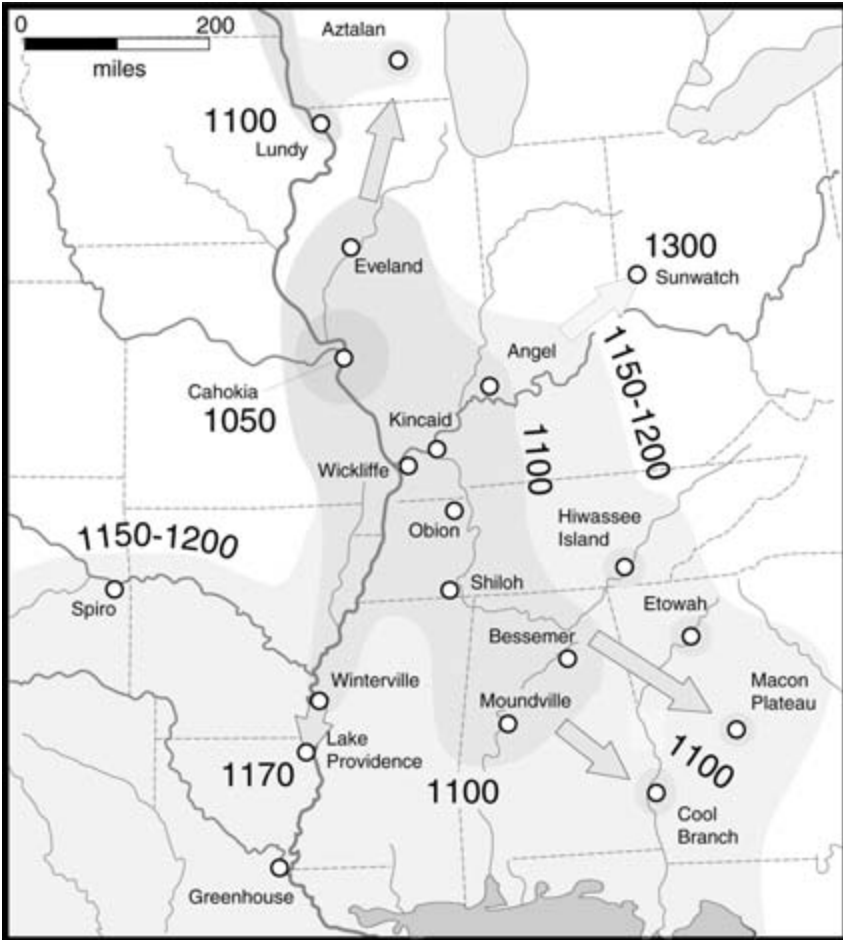 0
200
miles
Aztalan
1100
Lundy
Eveland
1300
Sunwatch
Angel
1150-1200
Cahokia
1050
Kincaid
1100
Wickliffe
Obion
Hiwassee
Island
1150-1200
Spiro
Shiloh
Etowah
Bessemer
Winterville
Moundville
Macon
Plateau
Lake
Providence
1170
1100
1100
Cool
Branch
Greenhouse